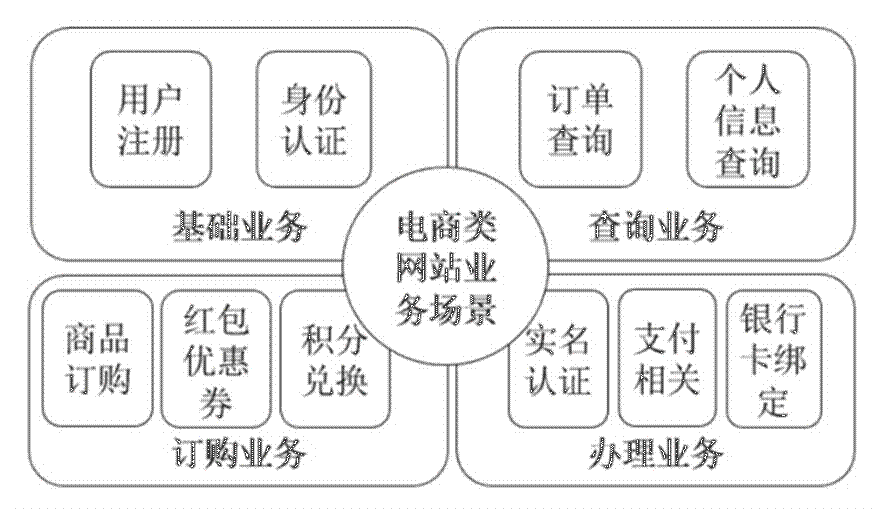 用户
注册
身份
认证
基础业务
订单
查询
个人
信息
查询
查询业务
电商类
网站业
务场景
商品
订购
红包
优惠
券
积分
兑换
订购业务
实名
认证
支付
相关
银行
卡绑
定
办理业务